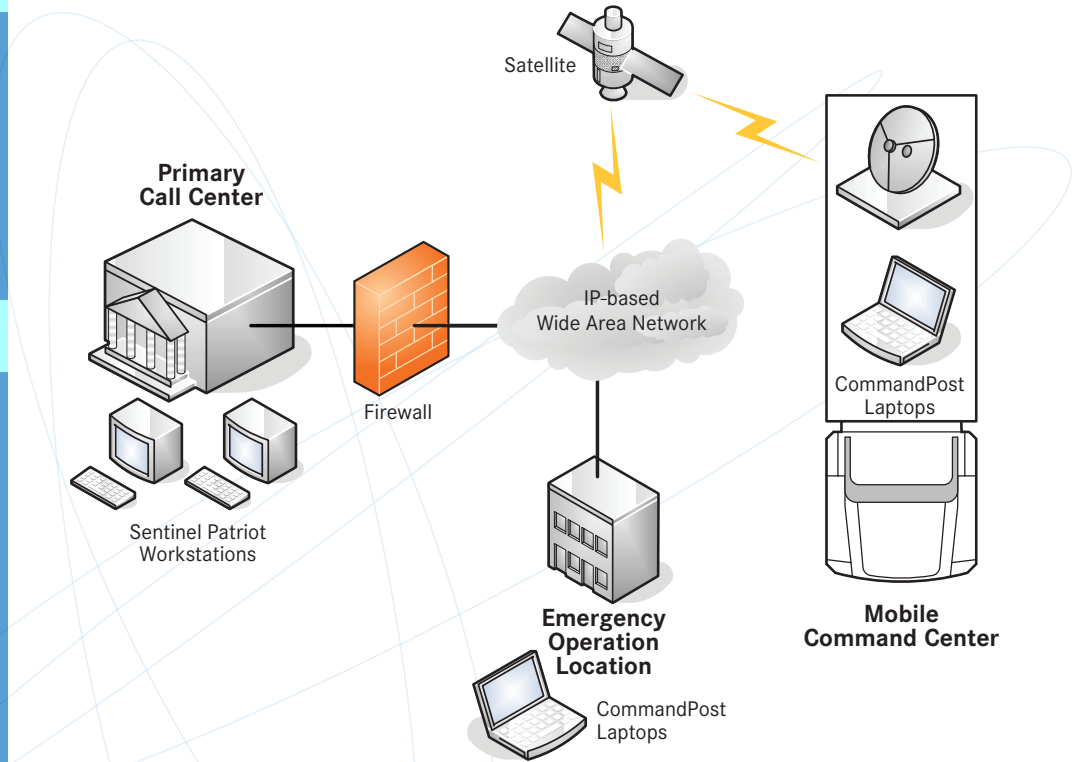 Satellite
Primary
Call Center
IP-based
Wide Area Network
CommandPost
Laptops
Firewall
Sentinel Patriot
Workstations
Emergency
Operation
Location
Mobile
Command Center
CommandPost
Laptops